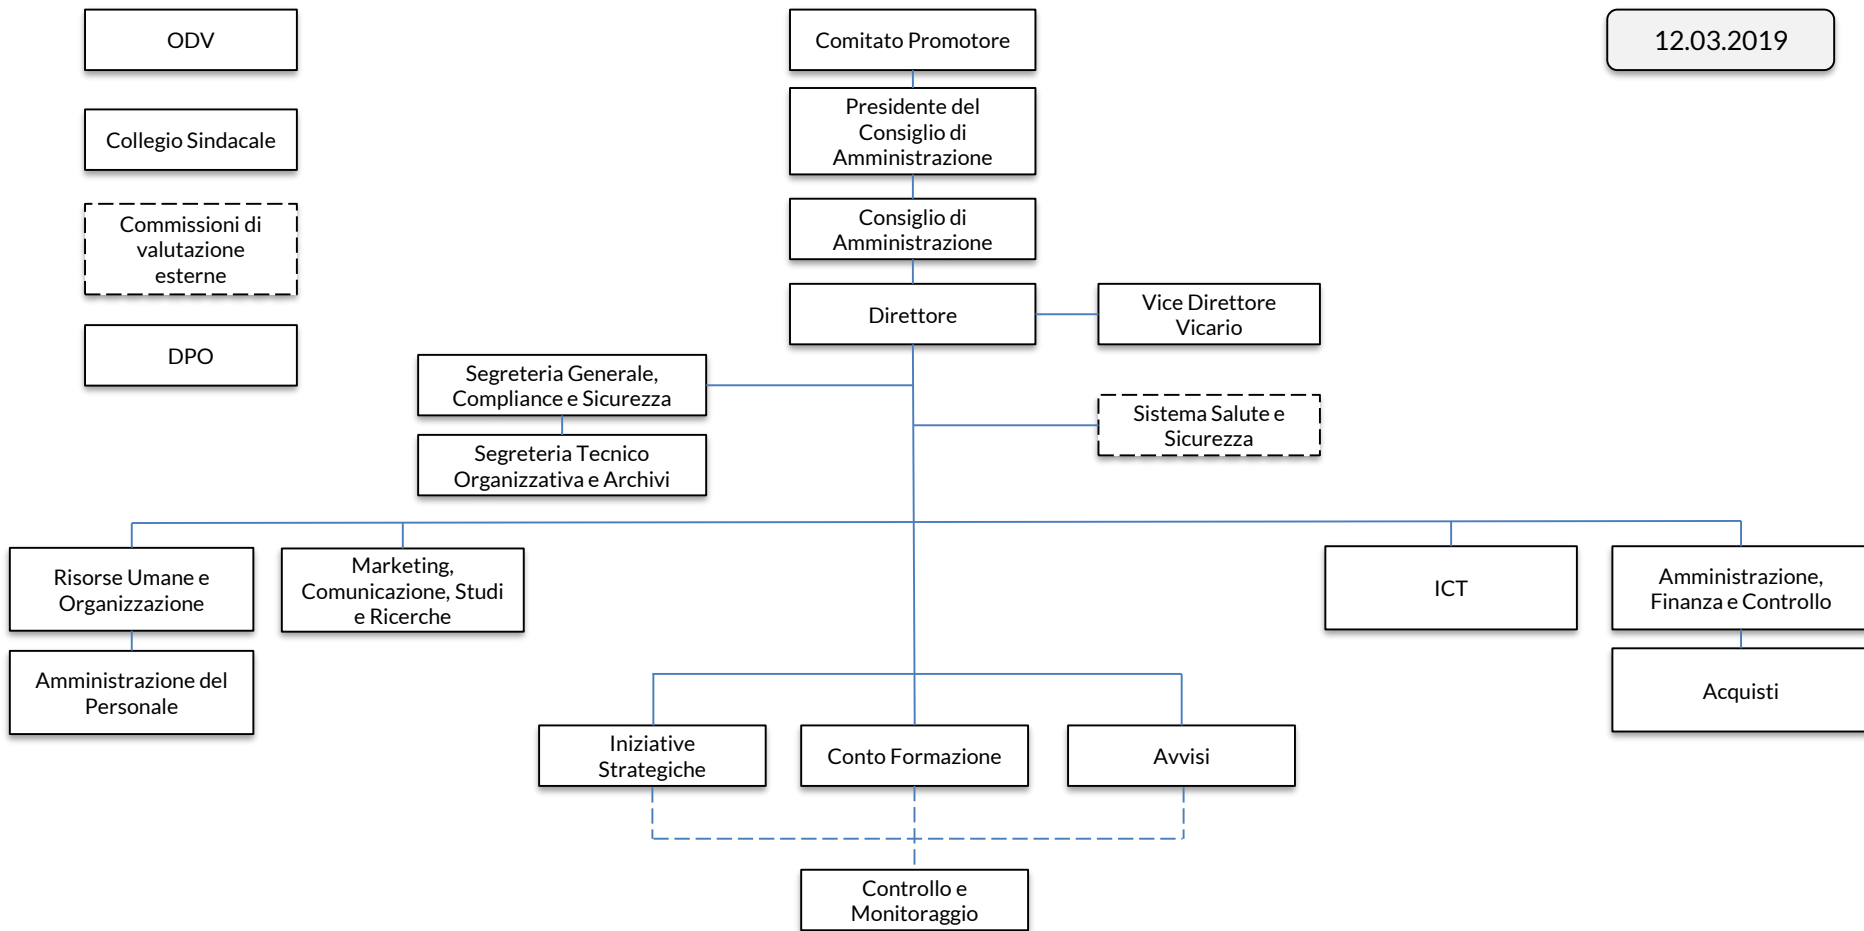 ODV
Comitato Promotore
12.03.2019
Collegio Sindacale
Presidente del
Consiglio di
Amministrazione
Commissioni di
valutazione
esterne
Consiglio di
Amministrazione
DPO
Direttore
Vice Direttore
Vicario
Segreteria Generale,
Compliance e Sicurezza
Sistema Salute e
Sicurezza
Segreteria Tecnico
Organizzativa e Archivi
Risorse Umane e
Organizzazione
Marketing,
Comunicazione, Studi
e Ricerche
ICT
Amministrazione,
Finanza e Controllo
Amministrazione del
Personale
Acquisti
Iniziative
Strategiche
Conto Formazione
Avvisi
Controllo e
Monitoraggio